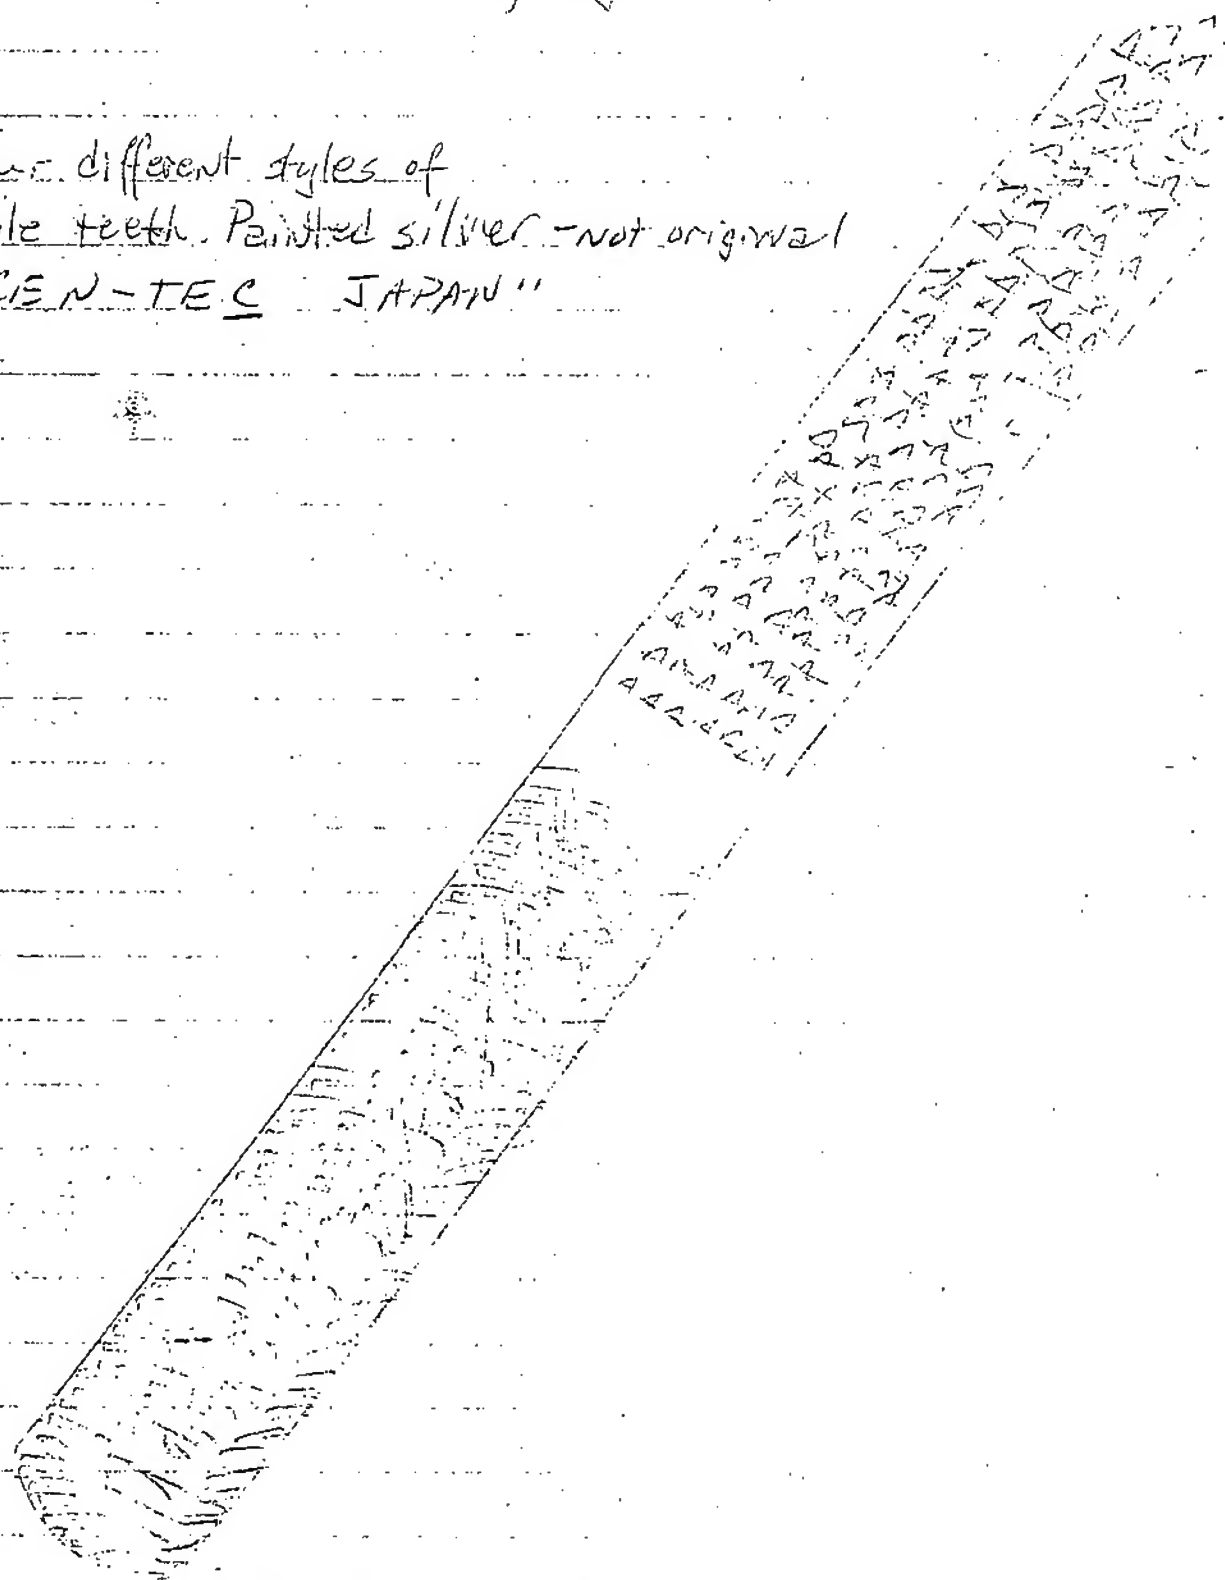 different styles of
teeth. Painted silver - Not original
JAPAN"